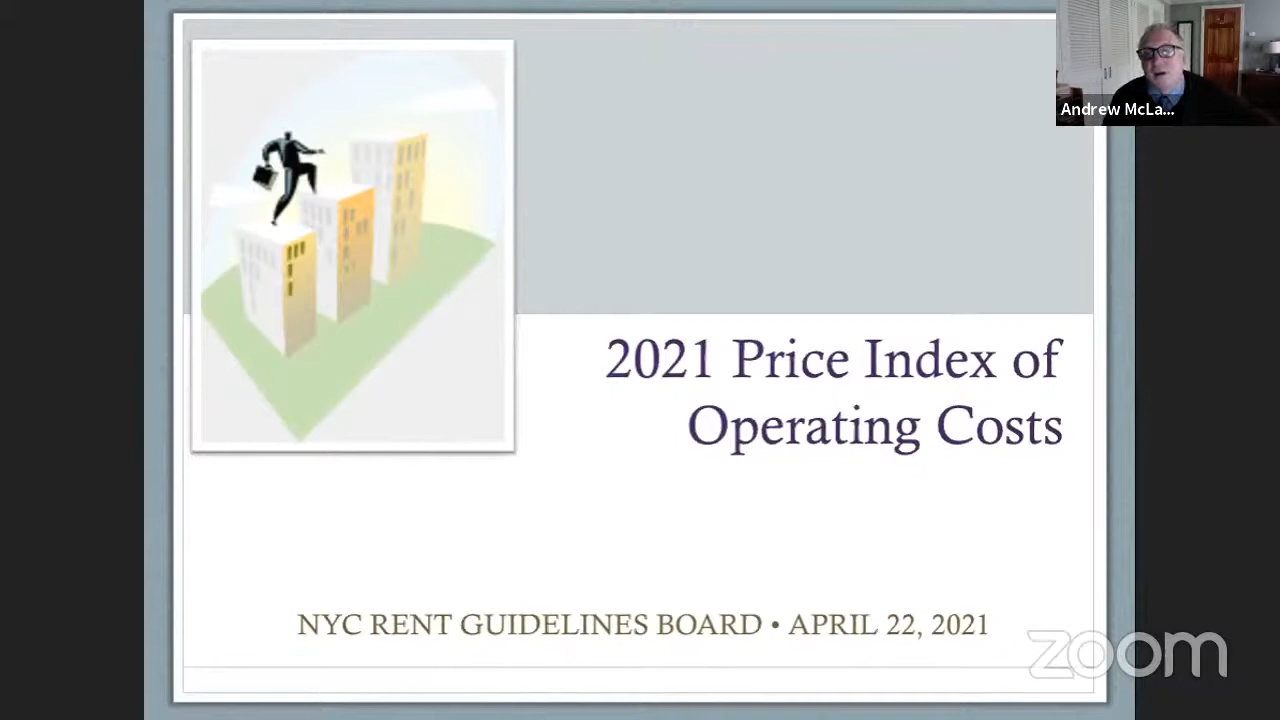 Andrew McLa...
2021 Price Index of
Operating Costs
NYC RENT GUIDELINES BOARD • APRIL 22, 2021
zoom